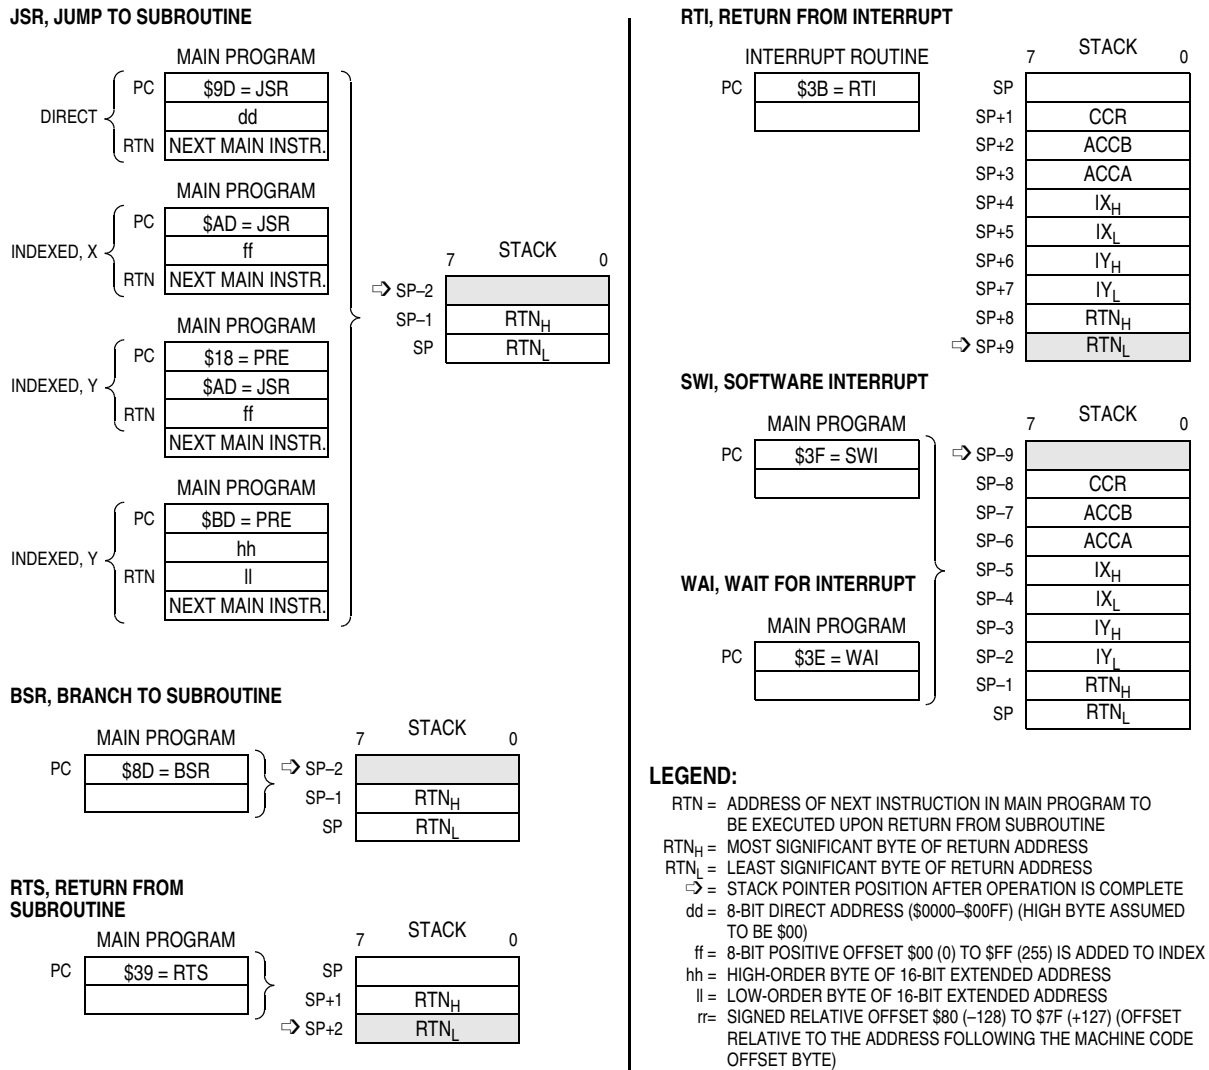 JSR, JUMP TO SUBROUTINE
MAIN PROGRAM
PC $9D = JSR
DIRECT dd
RTN NEXT MAIN INSTR.
MAIN PROGRAM
PC $AD = JSR
INDEXED, X ff
RTN NEXT MAIN INSTR.
MAIN PROGRAM
PC $18 = PRE
INDEXED, Y $AD = JSR
RTN ff
NEXT MAIN INSTR.
MAIN PROGRAM
PC $BD = PRE
INDEXED, Y hh
RTN ll
NEXT MAIN INSTR.
7 STACK 0
➩ SP–2
SP–1 RTNH
SP RTNL
BSR, BRANCH TO SUBROUTINE
MAIN PROGRAM
PC $8D = BSR
7 STACK 0
➩ SP–2
SP–1 RTNH
SP RTNL
RTS, RETURN FROM
SUBROUTINE
MAIN PROGRAM
PC $39 = RTS
7 STACK 0
SP
SP+1 RTNH
➩ SP+2 RTNL
RTI, RETURN FROM INTERRUPT
INTERRUPT ROUTINE
PC $3B = RTI
7 STACK 0
SP
SP+1 CCR
SP+2 ACCB
SP+3 ACCA
SP+4 IXH
SP+5 IXL
SP+6 IYH
SP+7 IYL
SP+8 RTNH
➩ SP+9 RTNL
SWI, SOFTWARE INTERRUPT
MAIN PROGRAM
PC $3F = SWI
WAI, WAIT FOR INTERRUPT
MAIN PROGRAM
PC $3E = WAI
7 STACK 0
➩ SP–9
SP–8 CCR
SP–7 ACCB
SP–6 ACCA
SP–5 IXH
SP–4 IXL
SP–3 IYH
SP–2 IYL
SP–1 RTNH
SP RTNL
LEGEND:
RTN = ADDRESS OF NEXT INSTRUCTION IN MAIN PROGRAM TO
BE EXECUTED UPON RETURN FROM SUBROUTINE
RTNH = MOST SIGNIFICANT BYTE OF RETURN ADDRESS
RTNL = LEAST SIGNIFICANT BYTE OF RETURN ADDRESS
➩ = STACK POINTER POSITION AFTER OPERATION IS COMPLETE
dd = 8-BIT DIRECT ADDRESS ($0000–$00FF) (HIGH BYTE ASSUMED
TO BE $00)
ff = 8-BIT POSITIVE OFFSET $00 (0) TO $FF (255) IS ADDED TO INDEX
hh = HIGH-ORDER BYTE OF 16-BIT EXTENDED ADDRESS
ll = LOW-ORDER BYTE OF 16-BIT EXTENDED ADDRESS
rr= SIGNED RELATIVE OFFSET $80 (–128) TO $7F (+127) (OFFSET
RELATIVE TO THE ADDRESS FOLLOWING THE MACHINE CODE
OFFSET BYTE)